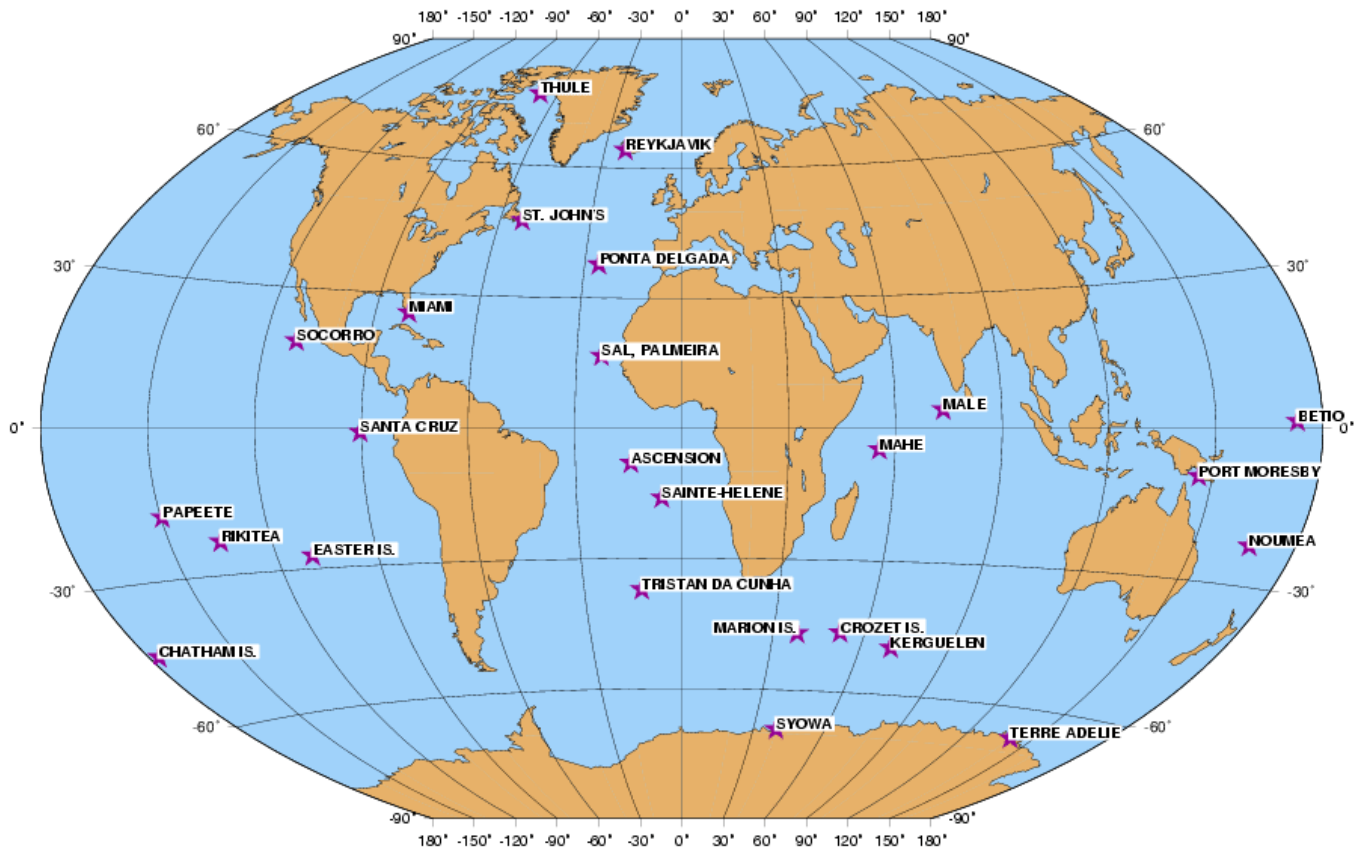 180° -150° -120° -90° -60° -30° 0° 30° 60° 90° 120° 150° 180°
90° -90°
THULE
60° -60°
REYKJAVIK
ST. JOHN'S
PONTA DELGADA
30° -30°
MIAMI
SOCORRO
SAL, PALMEIRA
MALE
BETIO
SANTA CRUZ
0° 0°
MAHE
ASCENSION
PORT MORESBY
SAINTE-HELENE
PAPEETE
RIKITEA
NOUMEA
EASTER IS.
TRISTAN DA CUNHA
-30° -30°
MARION IS. CROZET IS.
KERGUELEN
CHATHAM IS.
SYOWA
-60° -60°
TERRE ADELIE
-90° -90°
180° 150° 120° -90° -60° -30° 0° 30° 60° 90° 120° 150° 180°